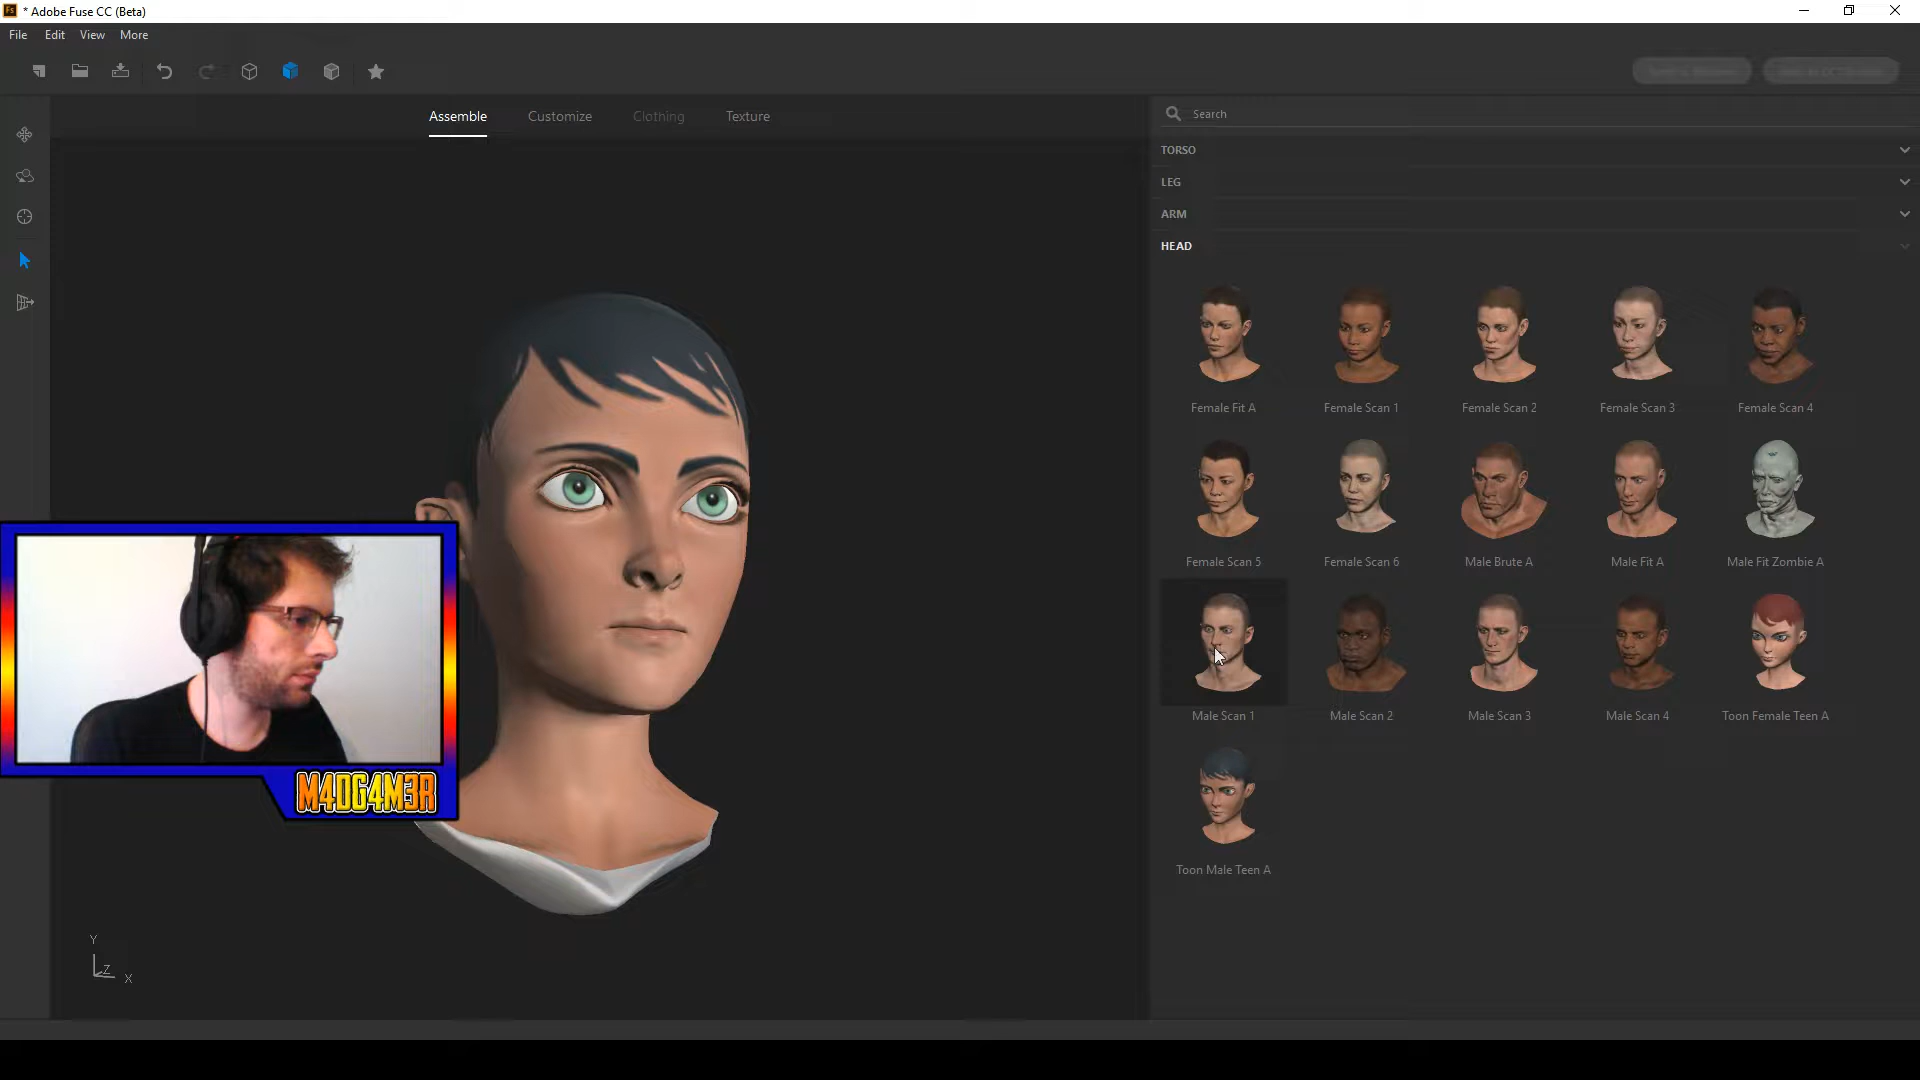 * Adobe Fuse CC (Beta)
File Edit View More
Assemble Customize Clothing Texture
Search
TORSO
LEG
ARM
HEAD
Female Fit A Female Scan 1 Female Scan 2 Female Scan 3 Female Scan 4
Female Scan 5 Female Scan 6 Male Brute A Male Fit A Male Fit Zombie A
Male Scan 1 Male Scan 2 Male Scan 3 Male Scan 4 Toon Female Teen A
Toon Male Teen A
M4DG4M3R
Y
Z
X